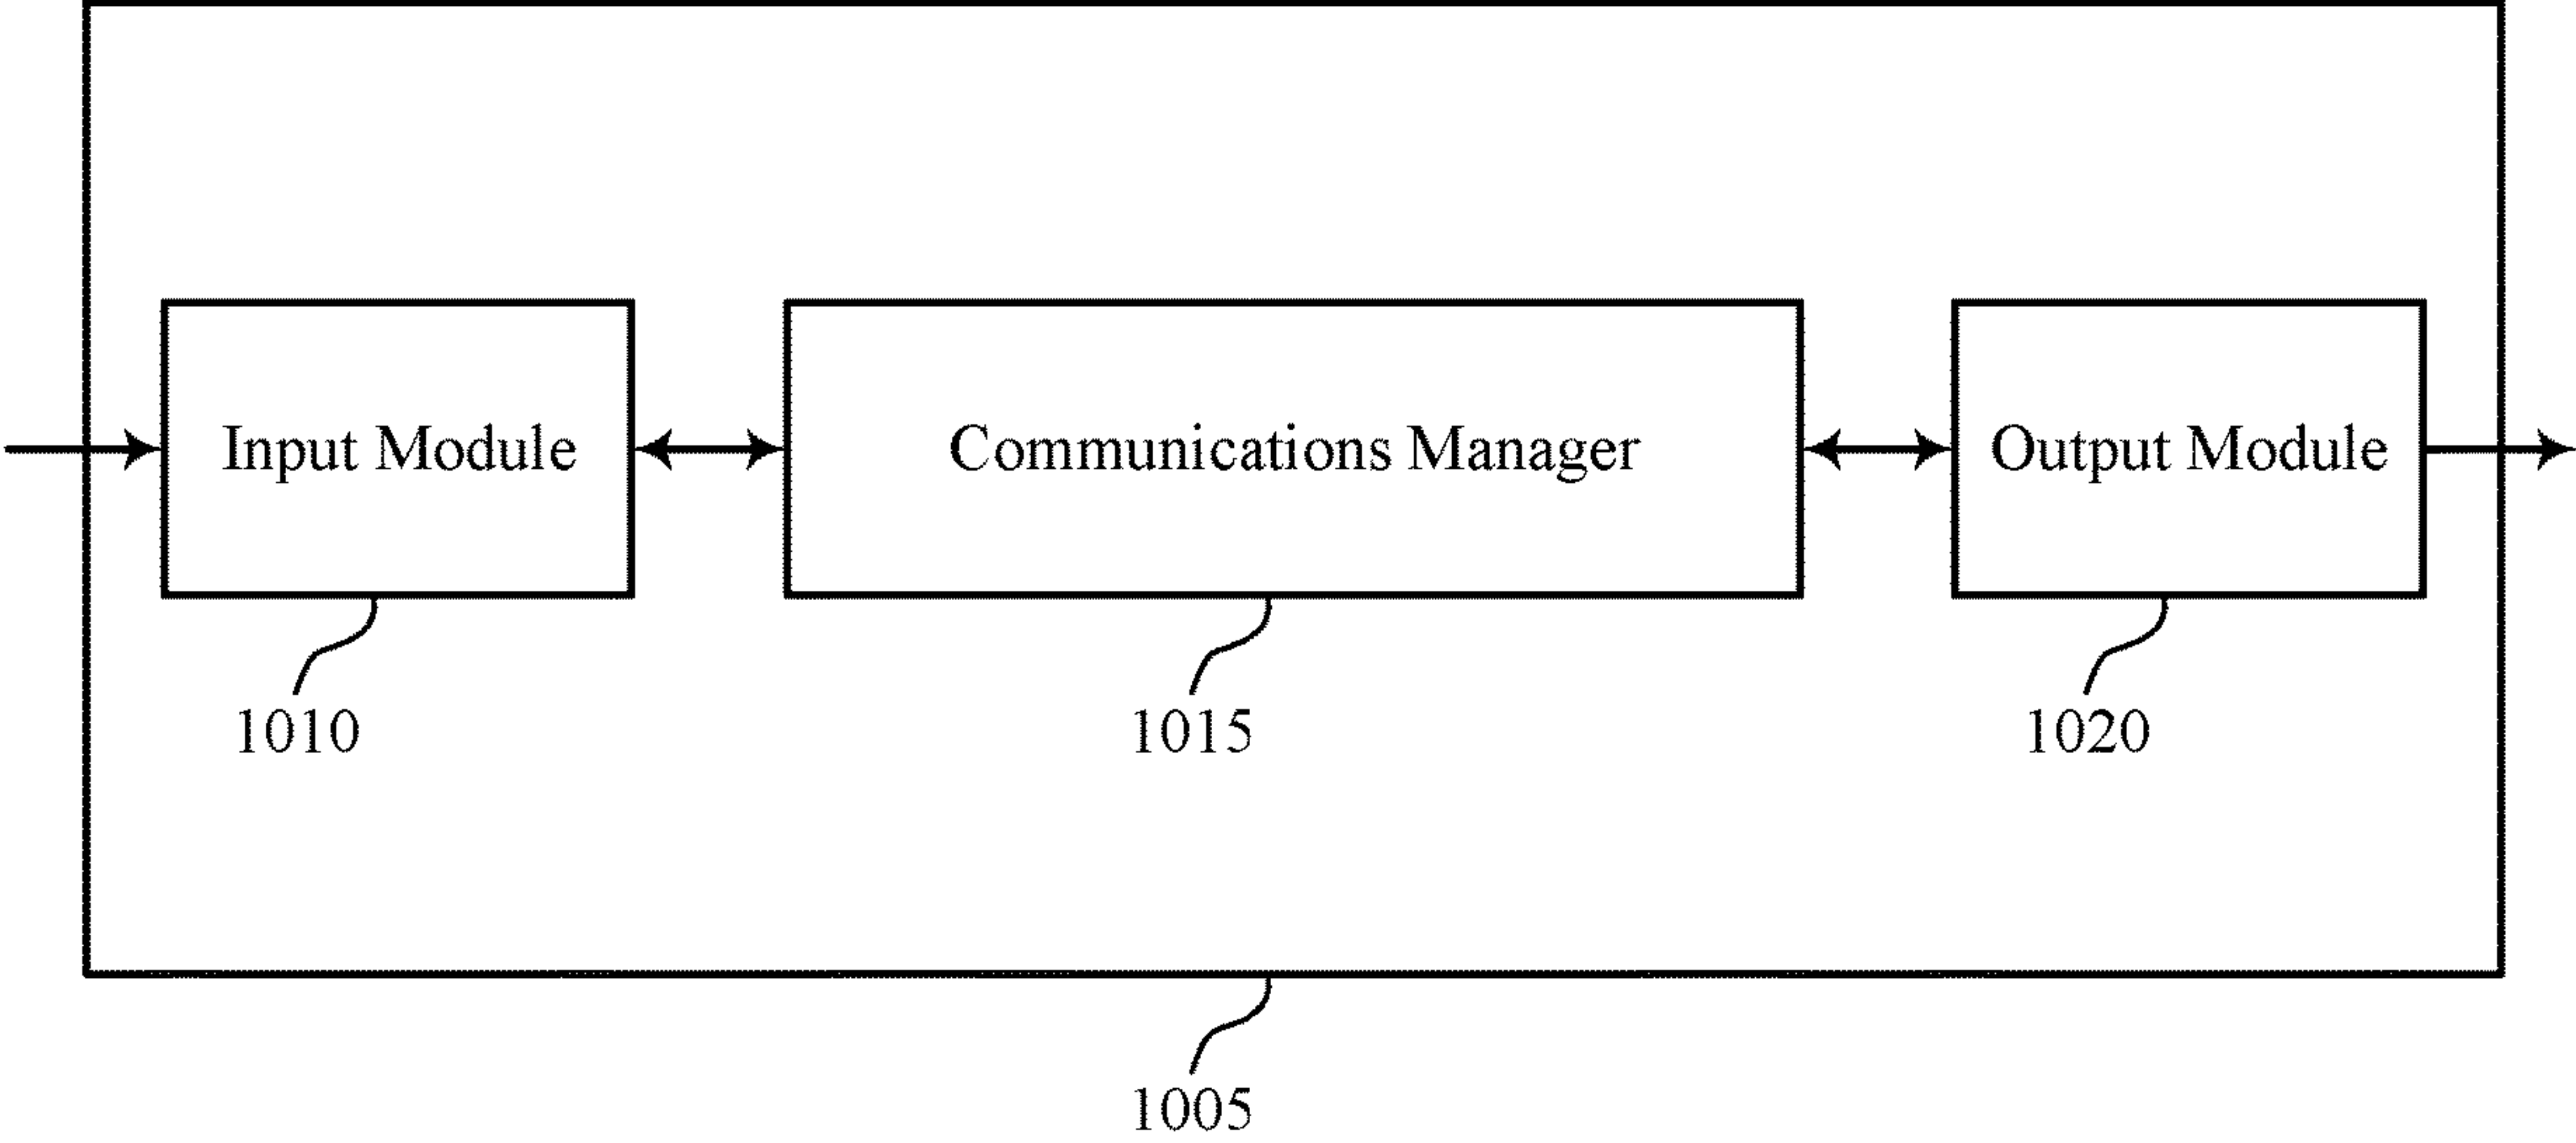 Input Module
Communications Manager
Output Module
1010
1015
1020
1005